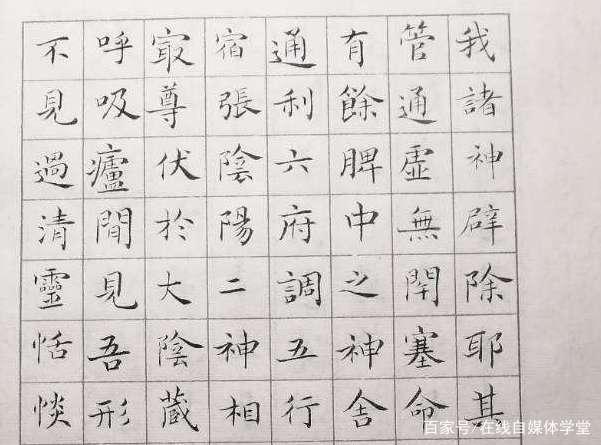 我諸神辟除耶其
管通虛無閇塞命
有餘脾中之神舍
通利六府調五行
宿張陰陽二神相
㝡尊伏於大陰藏
呼吸廬間見吾形
不見過清靈恬惔
百家号/在线自媒体学堂